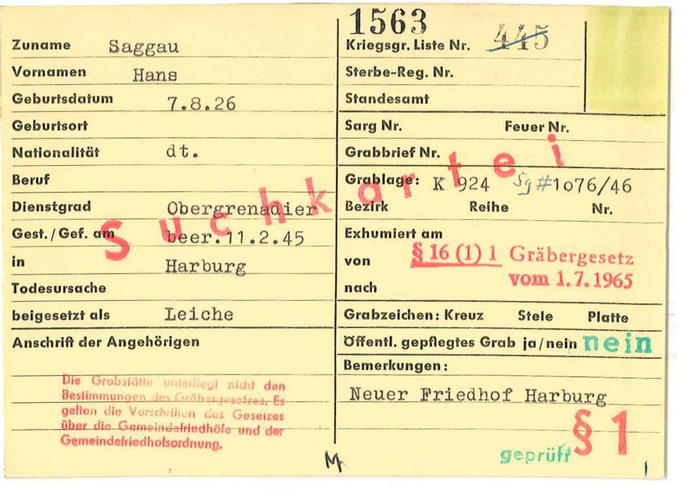 Zuname Saggau
Vornamen Hans
Geburtsdatum 7.8.26
Geburtsort
Nationalität dt.
Beruf
Dienstgrad Obergrenadier
Gest./Gef. am beer.11.2.45
in Harburg
Todesursache
beigesetzt als Leiche
Anschrift der Angehörigen
Die Grabstätte unterliegt nicht den
Bestimmungen des Gräbergesetzes. Es
gelten die Vorschriften des Gesetzes
über die Gemeindefriedhöfe und der
Gemeindefriedhofsordnung.
Suchkartei
1563
Kriegsgr. Liste Nr. 445
Sterbe-Reg. Nr.
Standesamt
Sarg Nr. Feuer Nr.
Grabbrief Nr.
Grablage: K 924 Sg#1o76/46
Bezirk Reihe Nr.
Exhumiert am
von § 16 (1) 1 Gräbergesetz
vom 1.7.1965
nach
Grabzeichen: Kreuz Stele Platte
Öffentl. gepflegtes Grab ja/nein nein
Bemerkungen:
Neuer Friedhof Harburg
§ 1
geprüft
M